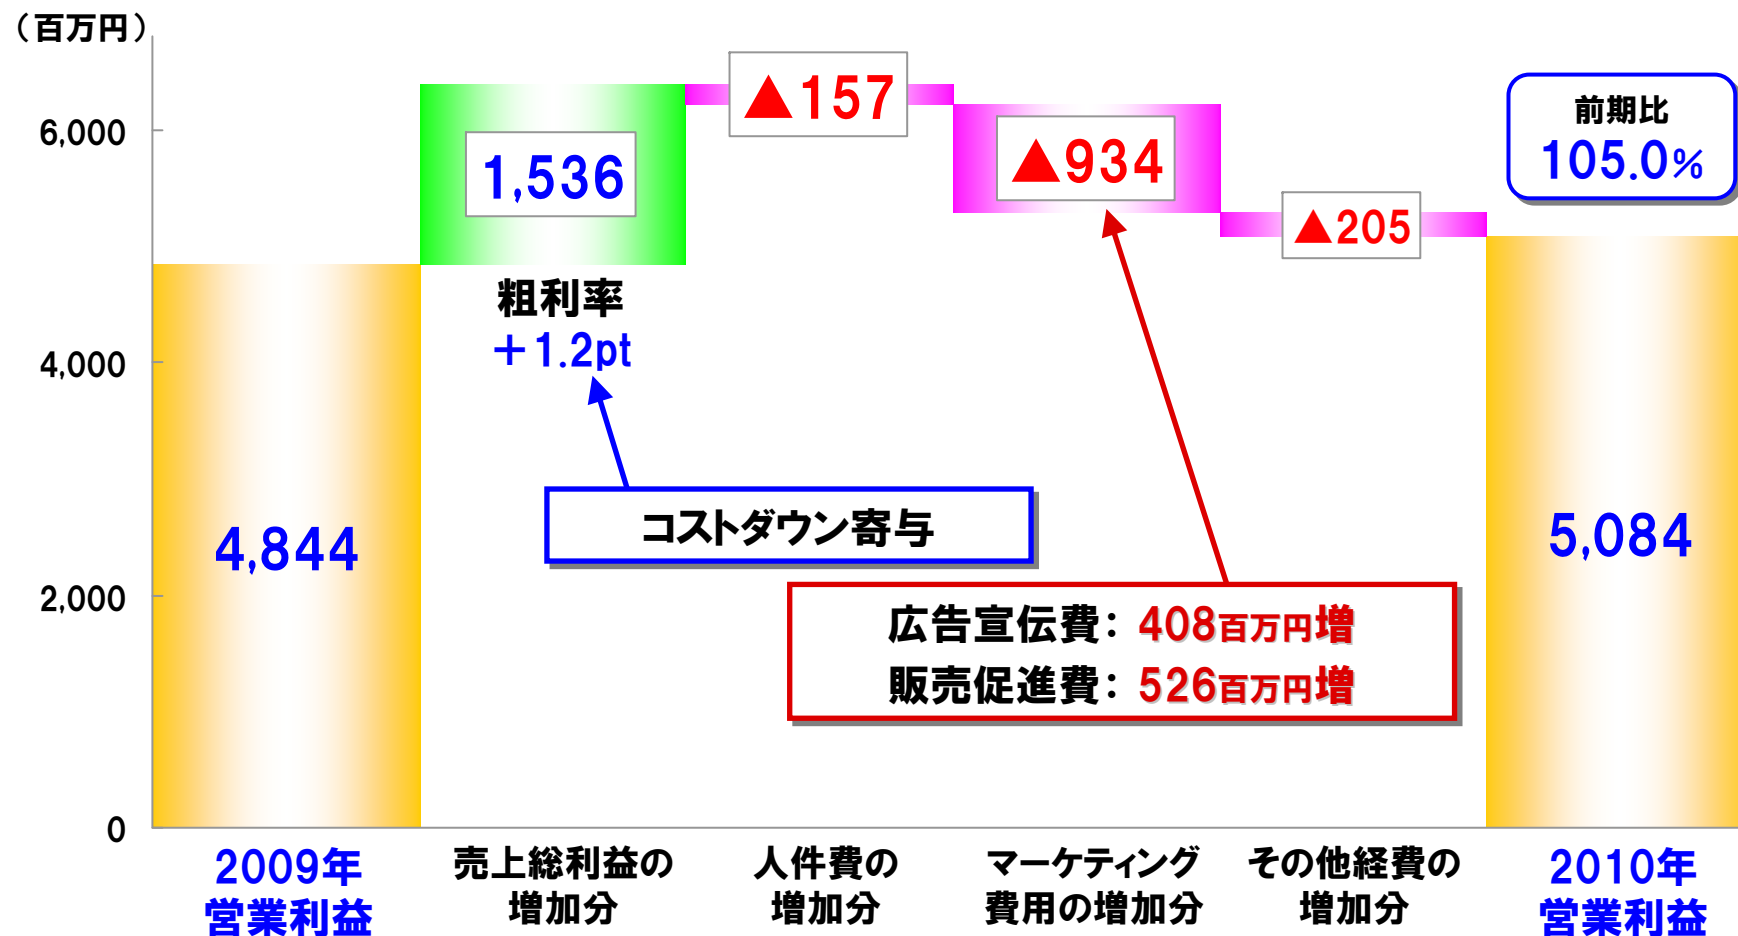 （百万円）
6,000
4,000
2,000
0
1,536
▲157
▲934
▲205
前期比
105.0%
粗利率
＋1.2pt
コストダウン寄与
4,844
5,084
広告宣伝費： 408百万円増
販売促進費： 526百万円増
2009年
営業利益
売上総利益の
増加分
人件費の
増加分
マーケティング
費用の増加分
その他経費の
増加分
2010年
営業利益